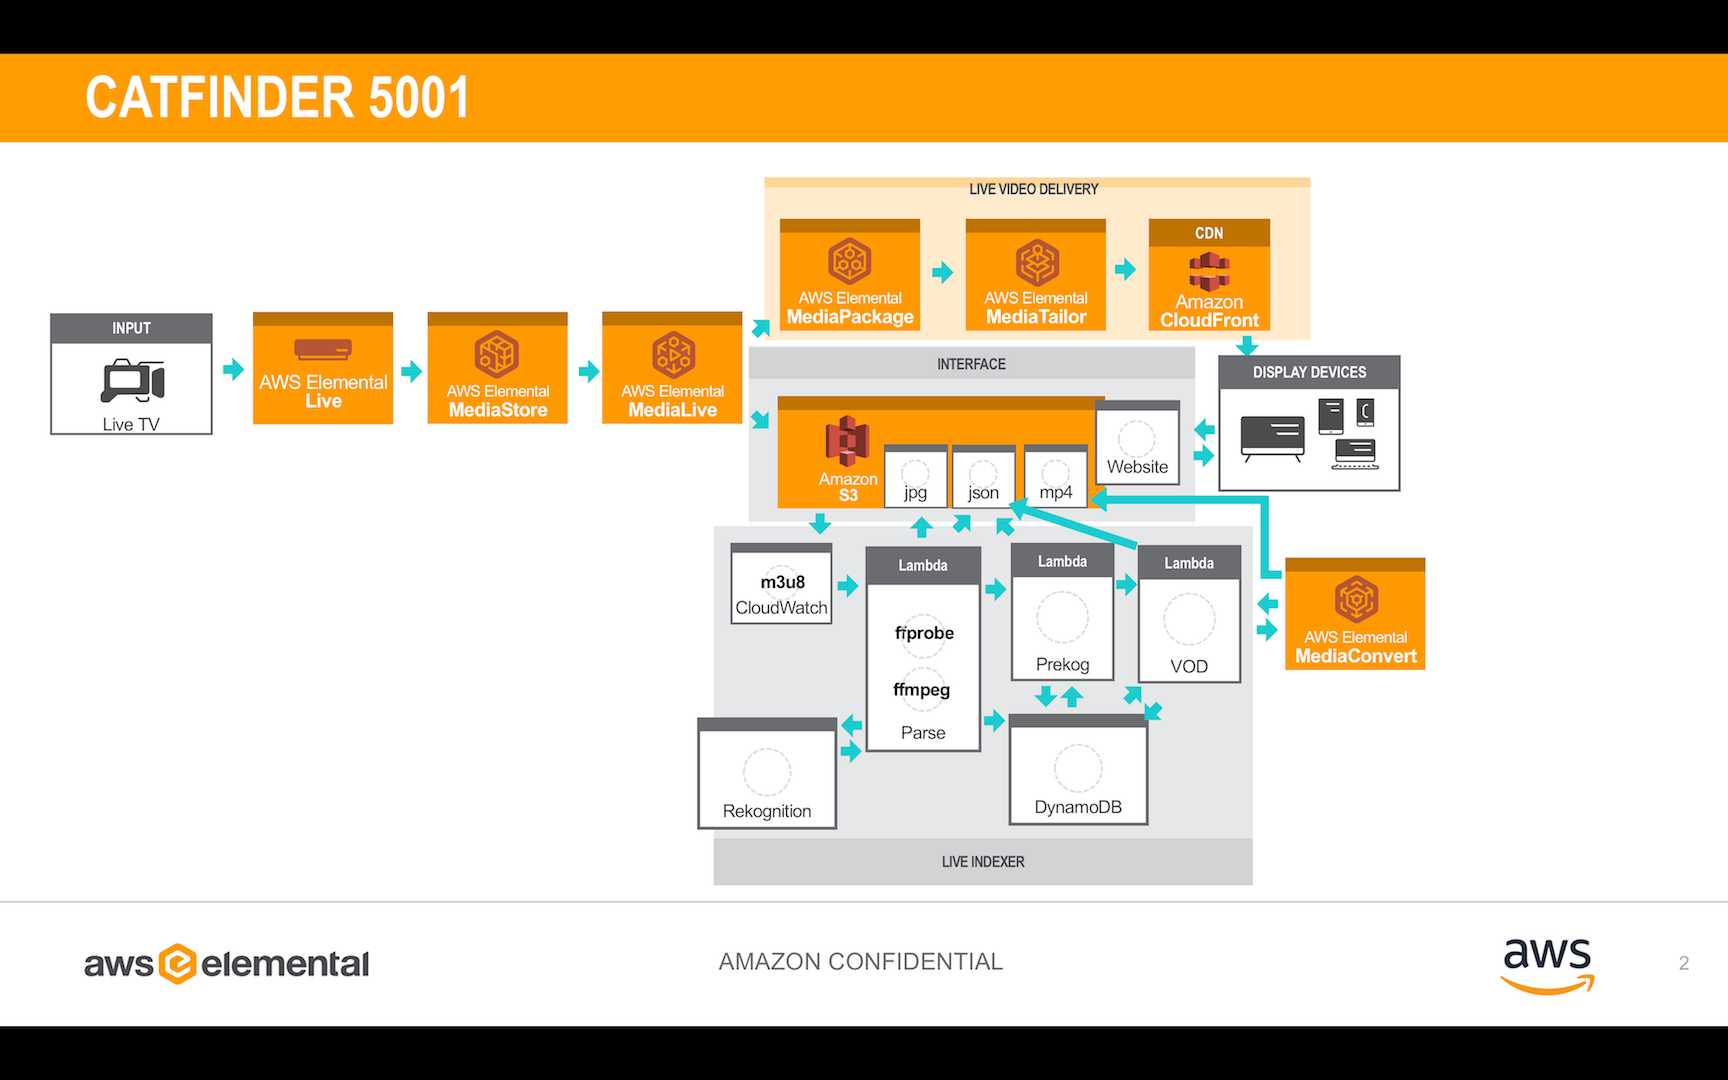 CATFINDER 5001
LIVE VIDEO DELIVERY
AWS Elemental
MediaPackage
AWS Elemental
MediaTailor
CDN
Amazon
CloudFront
INPUT
Live TV
AWS Elemental
Live
AWS Elemental
MediaStore
AWS Elemental
MediaLive
INTERFACE
Amazon
S3
jpg
json
mp4
Website
DISPLAY DEVICES
m3u8
CloudWatch
Lambda
ffprobe
ffmpeg
Parse
Lambda
Prekog
Lambda
VOD
AWS Elemental
MediaConvert
Rekognition
DynamoDB
LIVE INDEXER
aws elemental
AMAZON CONFIDENTIAL
aws
2